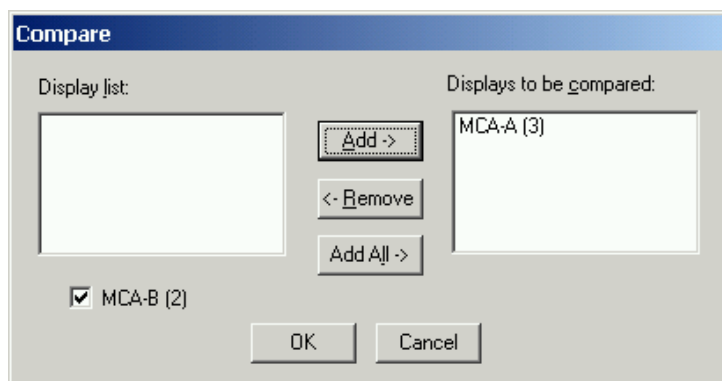 Compare
Display list:
Displays to be compared:
MCA-A (3)
Add ->
<- Remove
Add All ->
MCA-B (2)
OK
Cancel